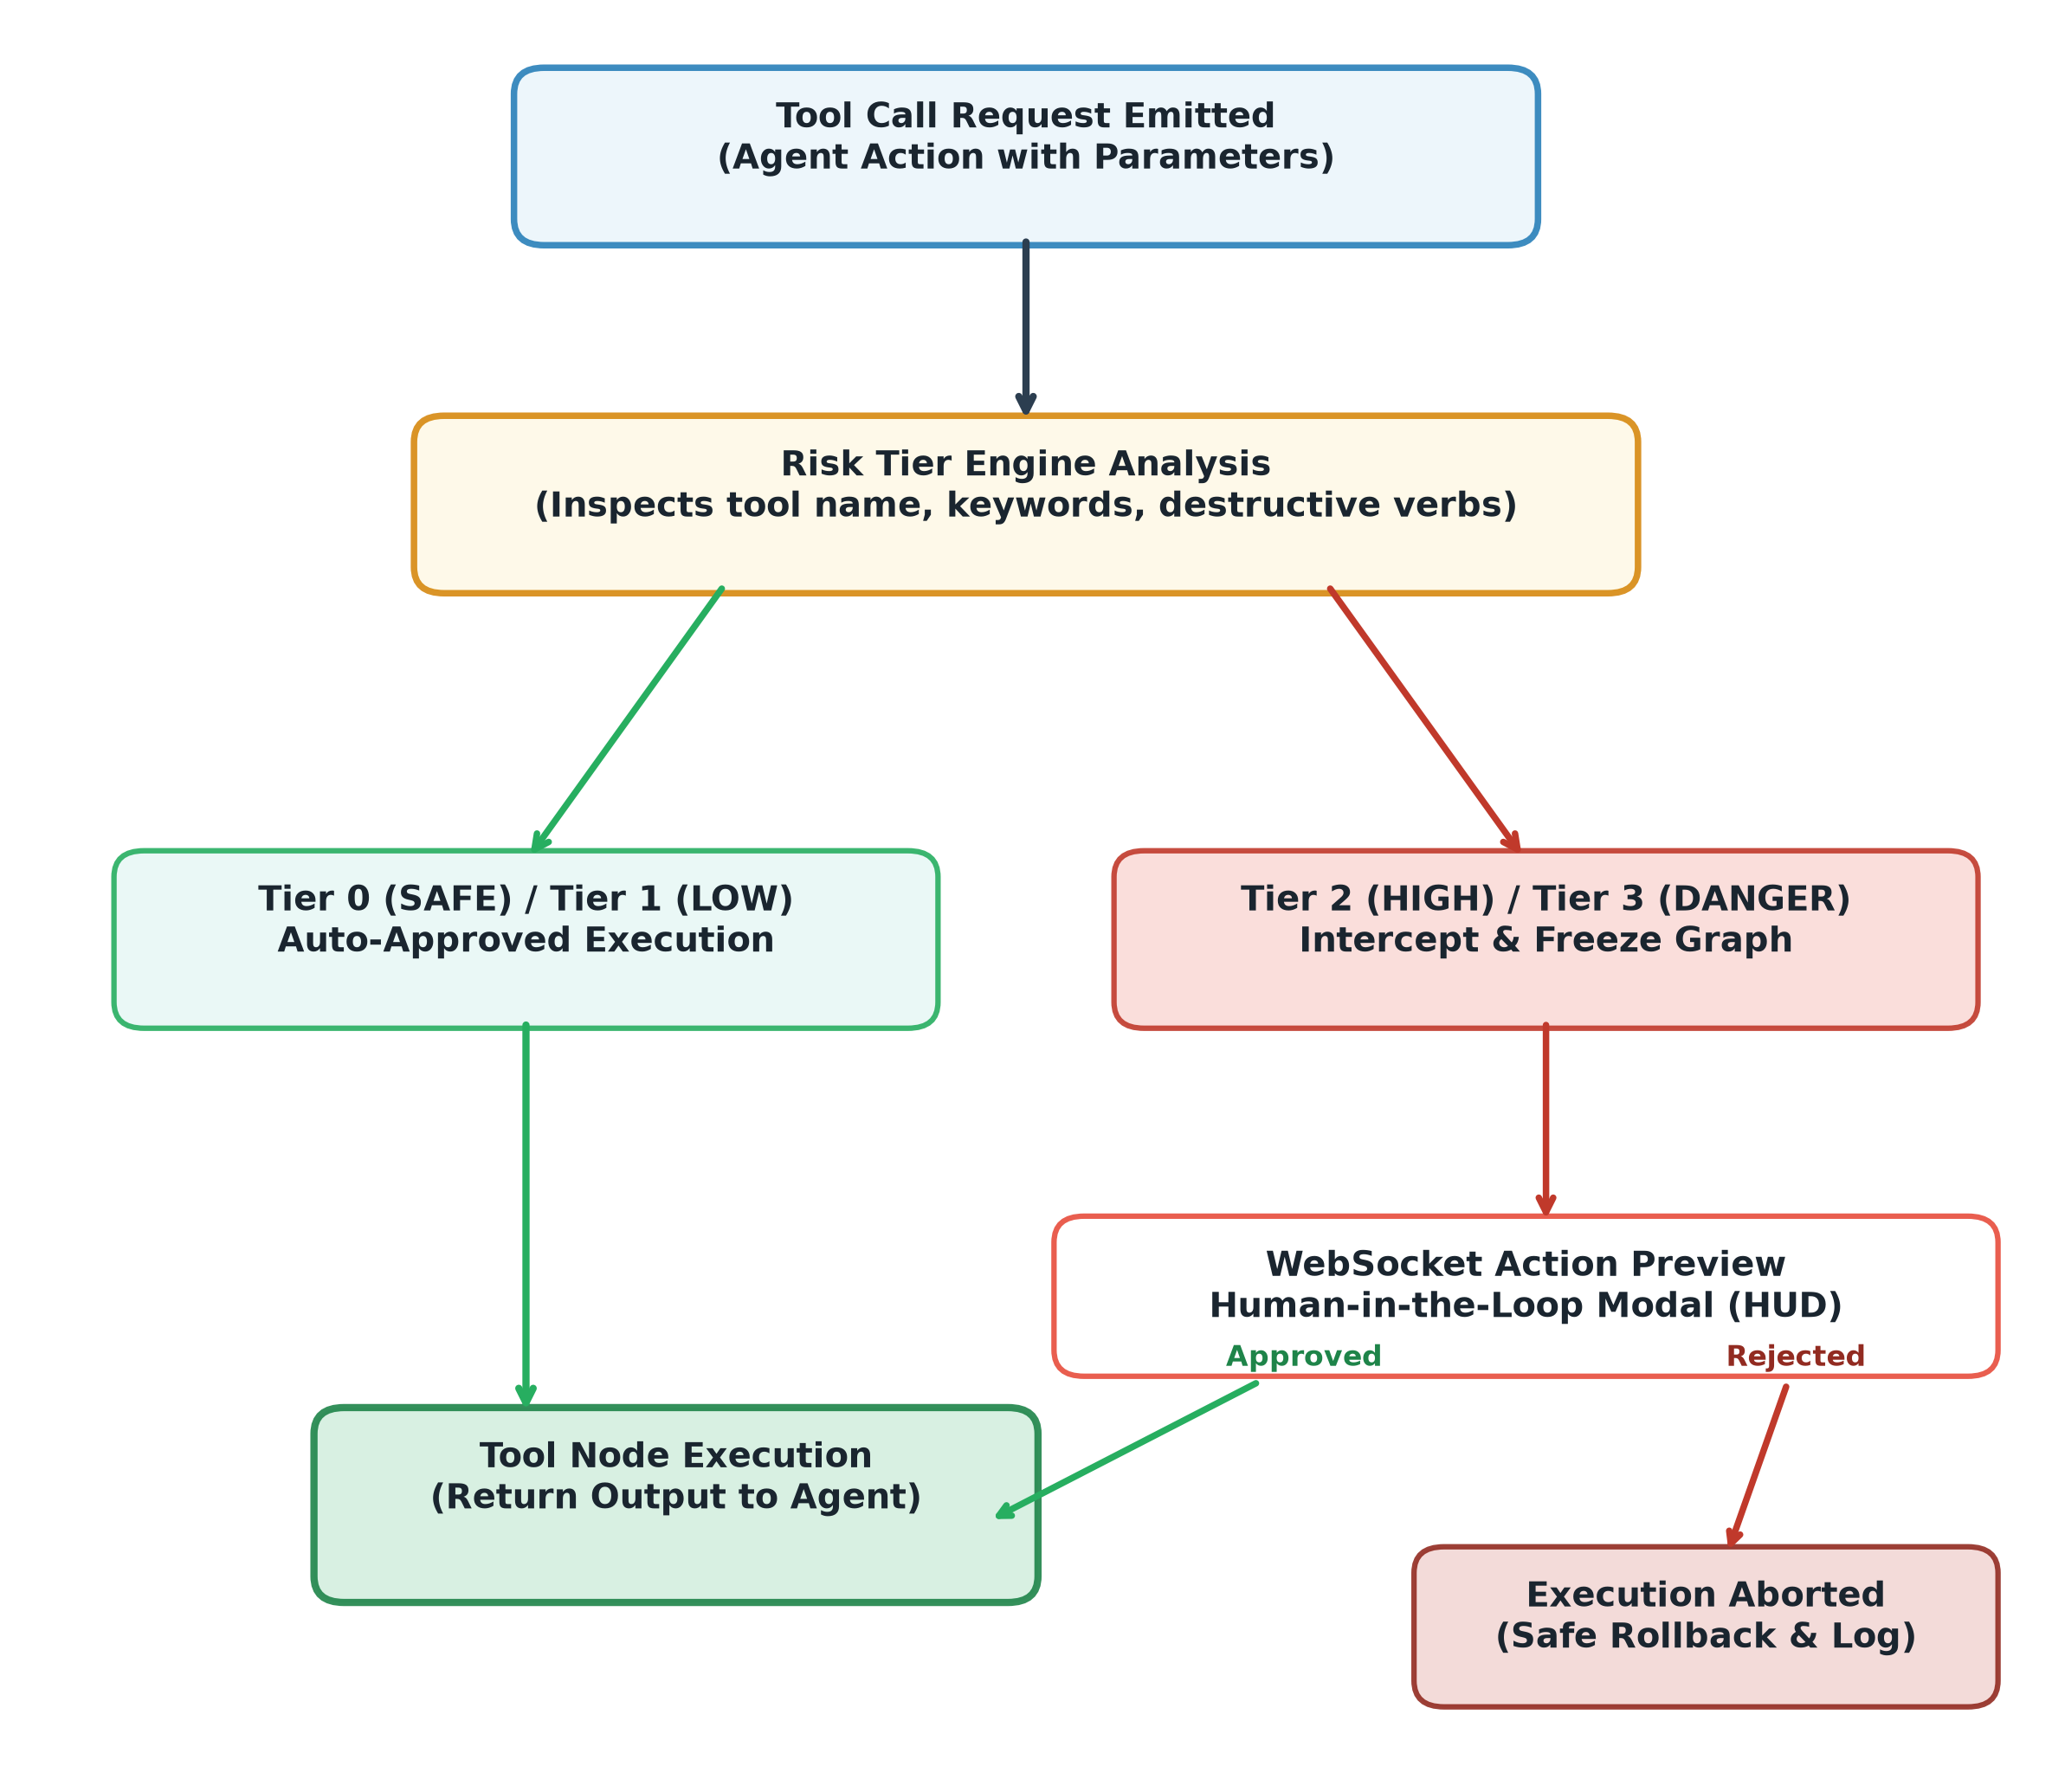 Tool Call Request Emitted
(Agent Action with Parameters)
Risk Tier Engine Analysis
(Inspects tool name, keywords, destructive verbs)
Tier 0 (SAFE) / Tier 1 (LOW)
Auto-Approved Execution
Tier 2 (HIGH) / Tier 3 (DANGER)
Intercept & Freeze Graph
WebSocket Action Preview
Human-in-the-Loop Modal (HUD)
Approved
Rejected
Tool Node Execution
(Return Output to Agent)
Execution Aborted
(Safe Rollback & Log)